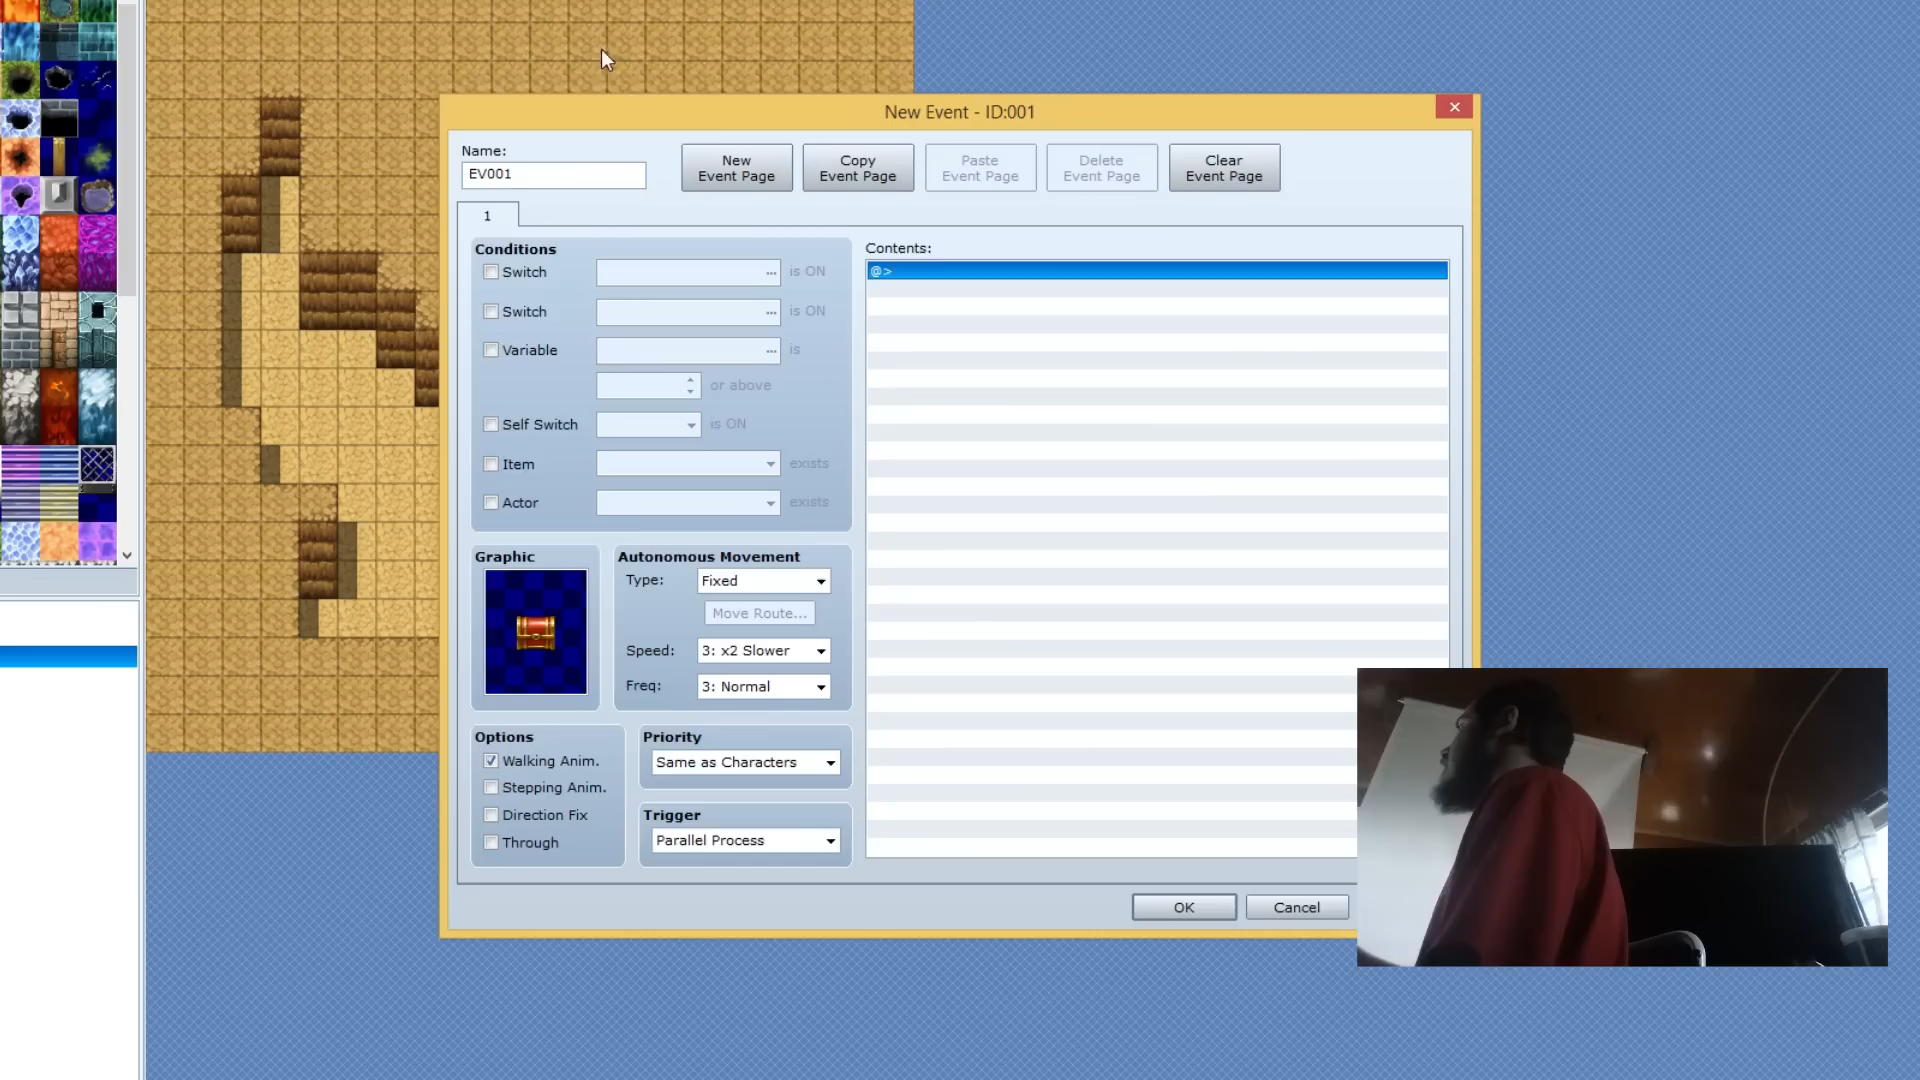 New Event - ID:001
Name:
EV001
New
Event Page
Copy
Event Page
Paste
Event Page
Delete
Event Page
Clear
Event Page
1
Conditions
Switch ... is ON
Switch ... is ON
Variable ... is
or above
Self Switch is ON
Item exists
Actor exists
Contents:
@>
Graphic
Autonomous Movement
Type: Fixed
Move Route...
Speed: 3: x2 Slower
Freq: 3: Normal
Options
Walking Anim.
Stepping Anim.
Direction Fix
Through
Priority
Same as Characters
Trigger
Parallel Process
OK
Cancel